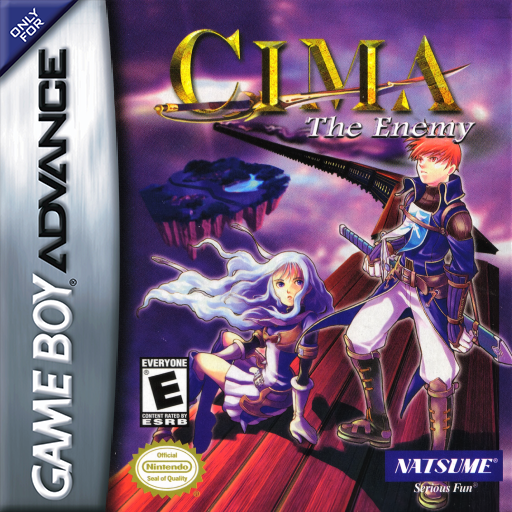 ONLY
FOR
GAME BOY ADVANCE
CIMA
The Enemy
EVERYONE
E
CONTENT RATED BY
ESRB
Official
Nintendo
Seal of Quality
NATSUME®
Serious Fun®